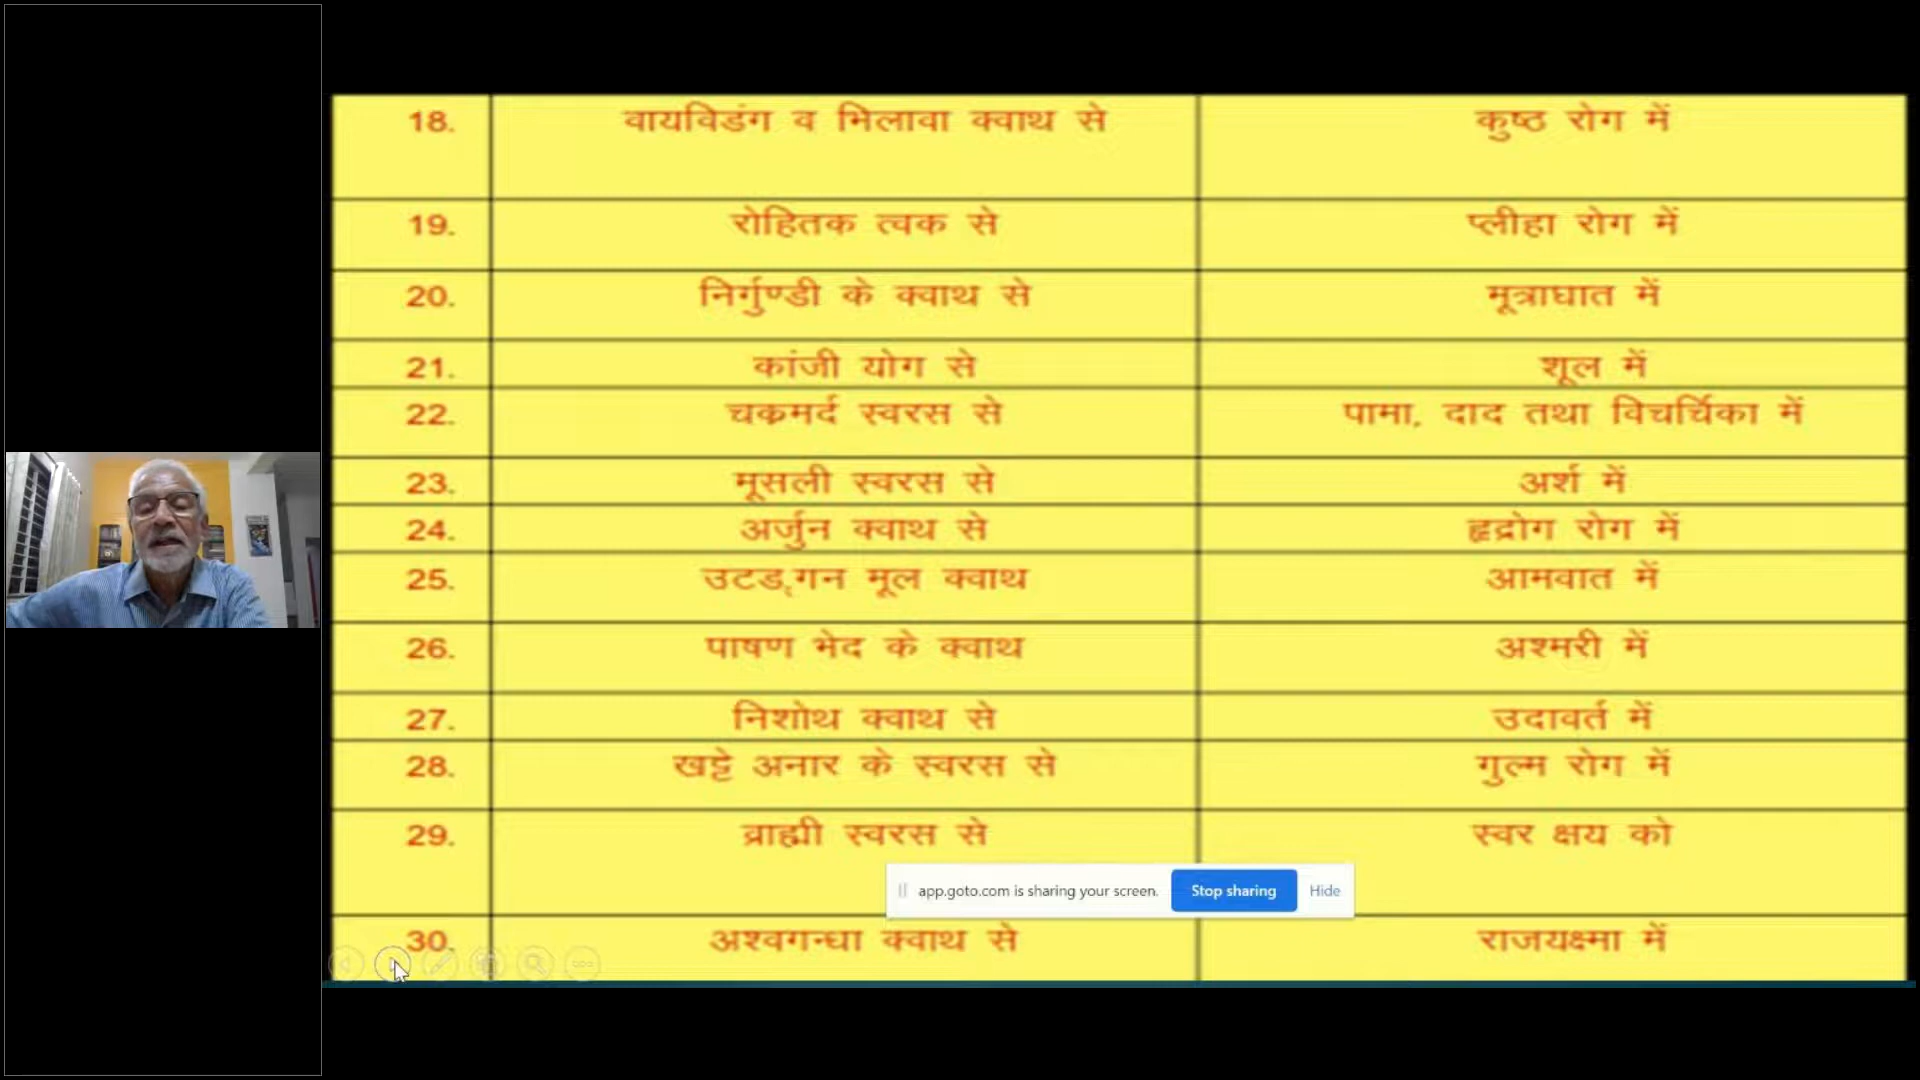 18. वायविडंग व भिलावा क्वाथ से कुष्ठ रोग में
19. रोहितक त्वक से प्लीहा रोग में
20. निर्गुण्डी के क्वाथ से मूत्राघात में
21. कांजी योग से शूल में
22. चक्रमर्द स्वरस से पामा, दाद तथा विचर्चिका में
23. मूसली स्वरस से अर्श में
24. अर्जुन क्वाथ से हृद्रोग रोग में
25. उटड्.गन मूल क्वाथ आमवात में
26. पाषण भेद के क्वाथ अश्मरी में
27. निशोथ क्वाथ से उदावर्त में
28. खट्टे अनार के स्वरस से गुल्म रोग में
29. व्राह्मी स्वरस से स्वर क्षय को
app.goto.com is sharing your screen. Stop sharing Hide
30. अश्वगन्धा क्वाथ से राजयक्ष्मा में